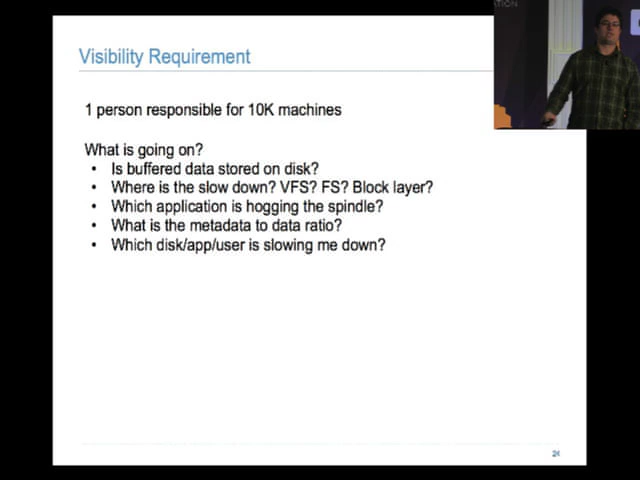 Visibility Requirement
1 person responsible for 10K machines
What is going on?
• Is buffered data stored on disk?
• Where is the slow down? VFS? FS? Block layer?
• Which application is hogging the spindle?
• What is the metadata to data ratio?
• Which disk/app/user is slowing me down?